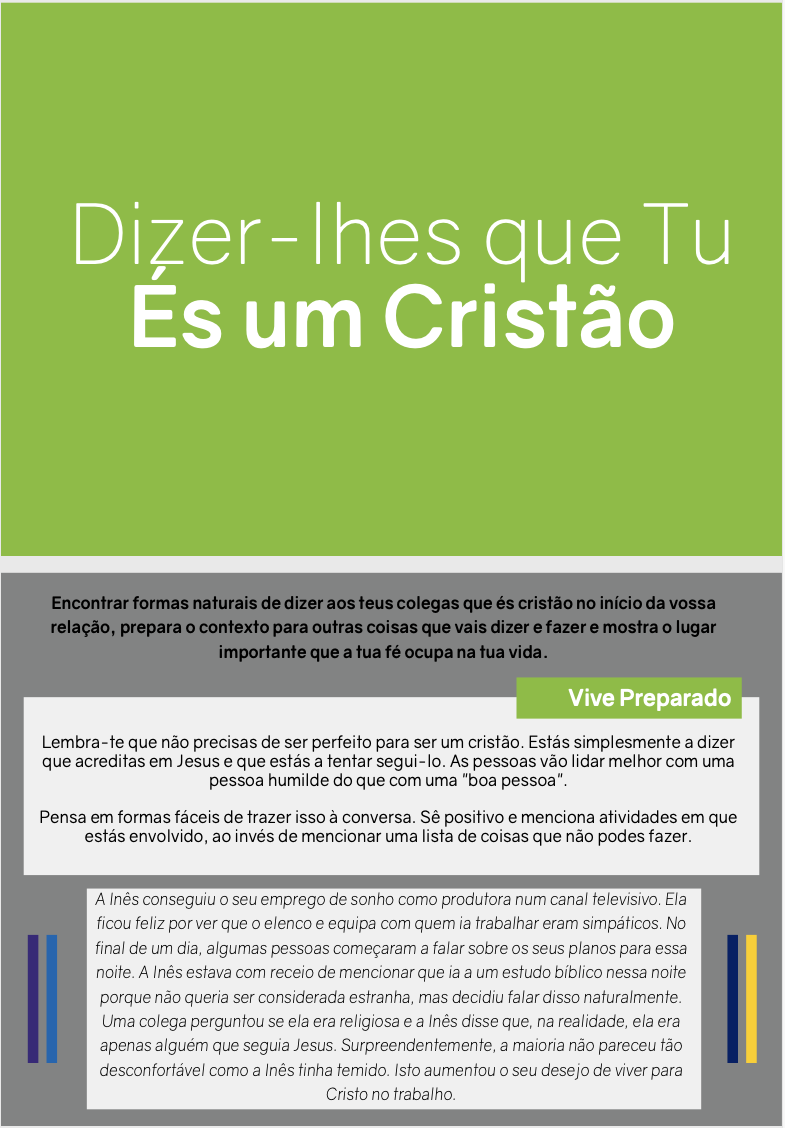 Dizer-lhes que Tu
És um Cristão
Encontrar formas naturais de dizer aos teus colegas que és cristão no início da vossa
relação, prepara o contexto para outras coisas que vais dizer e fazer e mostra o lugar
importante que a tua fé ocupa na tua vida.
Vive Preparado
Lembra-te que não precisas de ser perfeito para ser um cristão. Estás simplesmente a dizer
que acreditas em Jesus e que estás a tentar segui-lo. As pessoas vão lidar melhor com uma
pessoa humilde do que com uma "boa pessoa".
Pensa em formas fáceis de trazer isso à conversa. Sê positivo e menciona atividades em que
estás envolvido, ao invés de mencionar uma lista de coisas que não podes fazer.
A Inês conseguiu o seu emprego de sonho como produtora num canal televisivo. Ela
ficou feliz por ver que o elenco e equipa com quem ia trabalhar eram simpáticos. No
final de um dia, algumas pessoas começaram a falar sobre os seus planos para essa
noite. A Inês estava com receio de mencionar que ia a um estudo bíblico nessa noite
porque não queria ser considerada estranha, mas decidiu falar disso naturalmente.
Uma colega perguntou se ela era religiosa e a Inês disse que, na realidade, ela era
apenas alguém que seguia Jesus. Surpreendentemente, a maioria não pareceu tão
desconfortável como a Inês tinha temido. Isto aumentou o seu desejo de viver para
Cristo no trabalho.